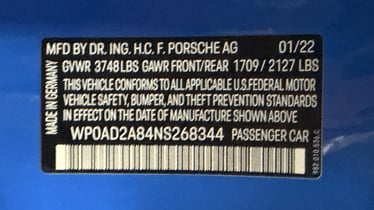 MFD BY DR. ING. H.C. F. PORSCHE AG 01/22
GVWR 3748 LBS GAWR FRONT/REAR 1709 / 2127 LBS
THIS VEHICLE CONFORMS TO ALL APPLICABLE U.S.FEDERAL MOTOR
VEHICLE SAFETY, BUMPER, AND THEFT PREVENTION STANDARDS
IN EFFECT ON THE DATE OF MANUFACTURE SHOWN ABOVE
WP0AD2A84NS268344 PASSENGER CAR
MADE IN GERMANY